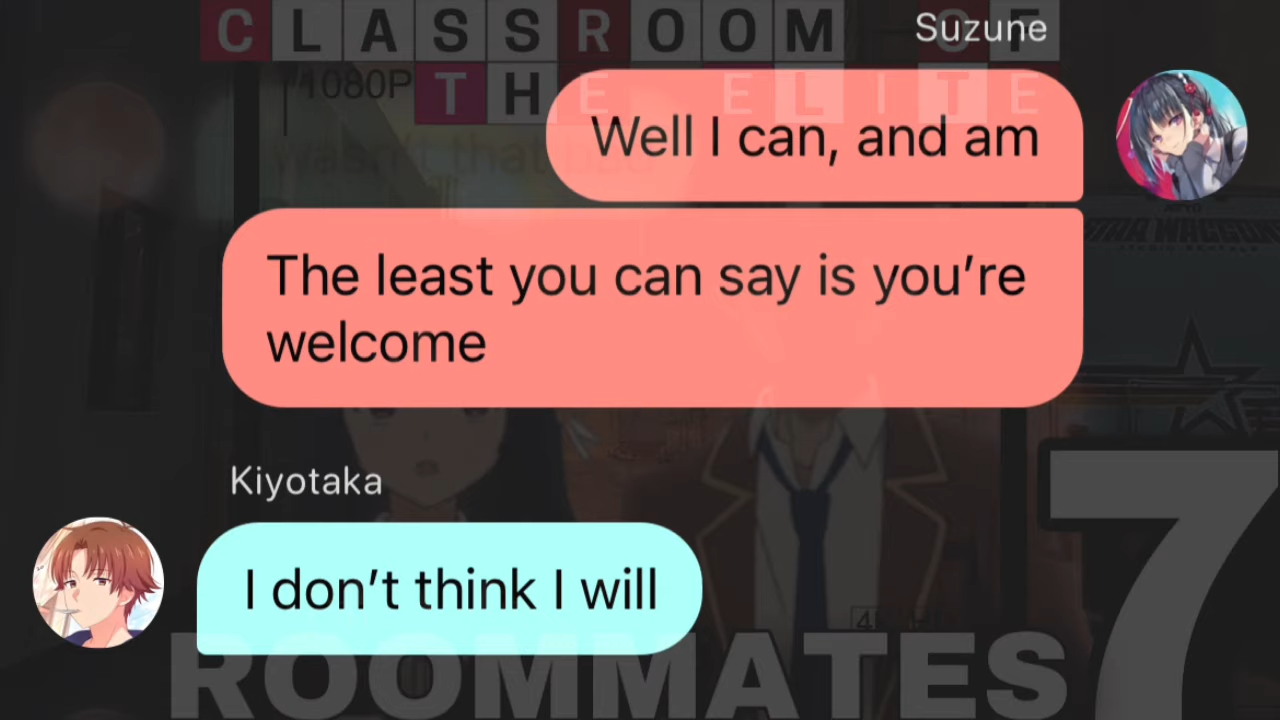 CLASSROOM OF
THE ELITE
1080P
Suzune
Well I can, and am
The least you can say is you’re
welcome
Kiyotaka
I don’t think I will
ROOMMATES
7